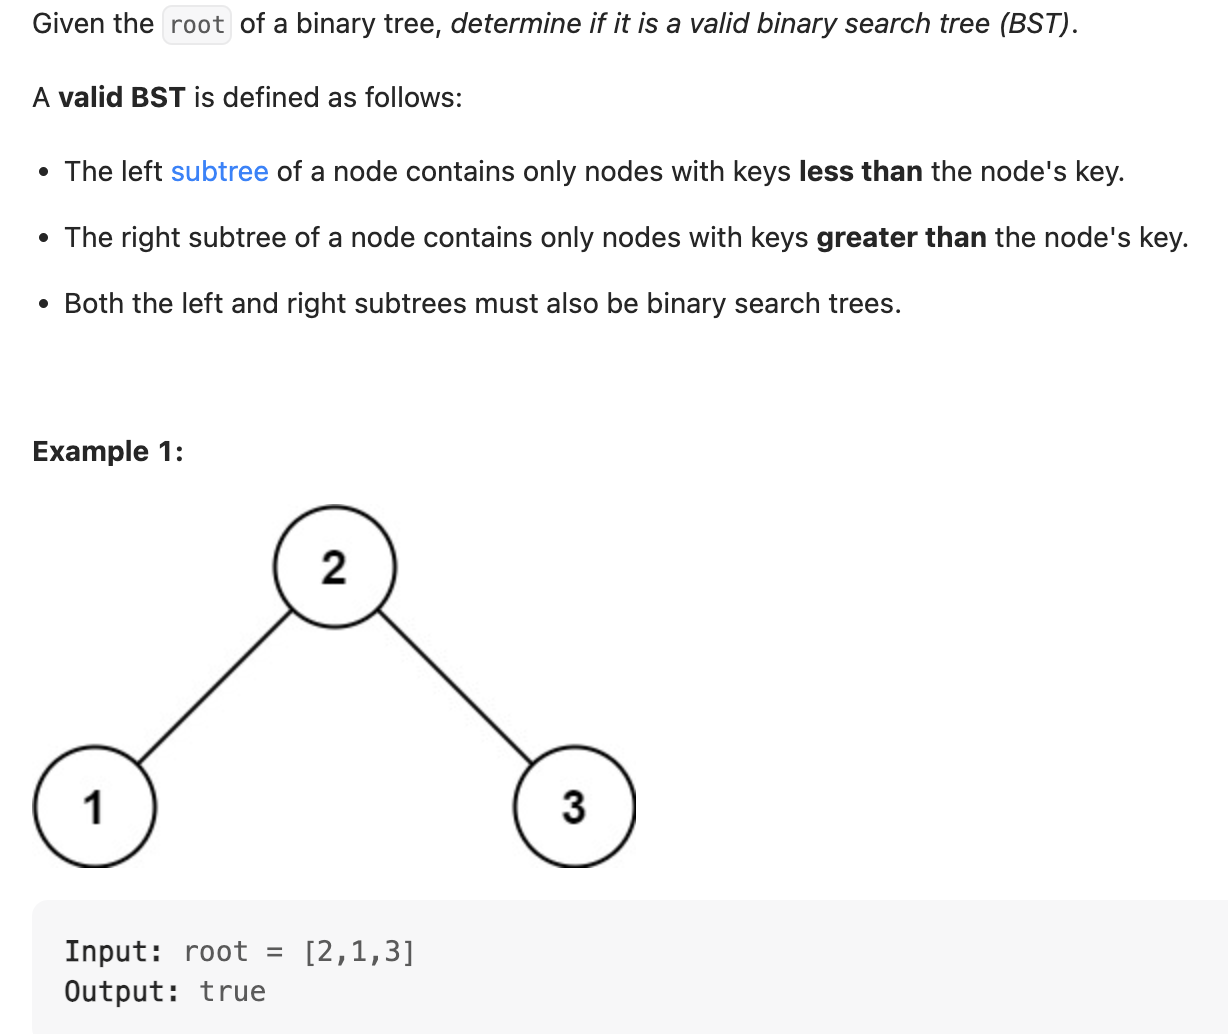 Given the root of a binary tree, determine if it is a valid binary search tree (BST).
A valid BST is defined as follows:
• The left subtree of a node contains only nodes with keys less than the node's key.
• The right subtree of a node contains only nodes with keys greater than the node's key.
• Both the left and right subtrees must also be binary search trees.
Example 1:
2
1 3
Input: root = [2,1,3]
Output: true